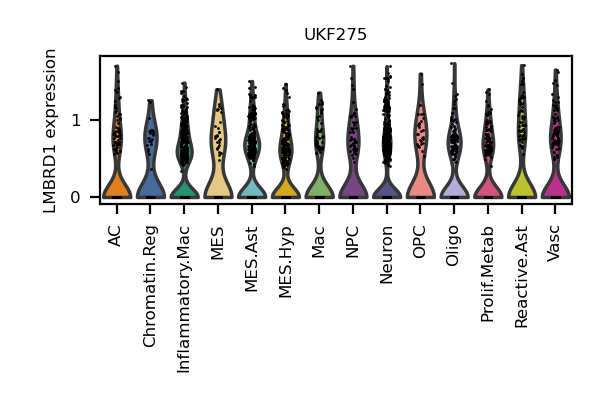 UKF275
LMBRD1 expression
1
0
AC
Chromatin.Reg
Inflammatory.Mac
MES
MES.Ast
MES.Hyp
Mac
NPC
Neuron
OPC
Oligo
Prolif.Metab
Reactive.Ast
Vasc